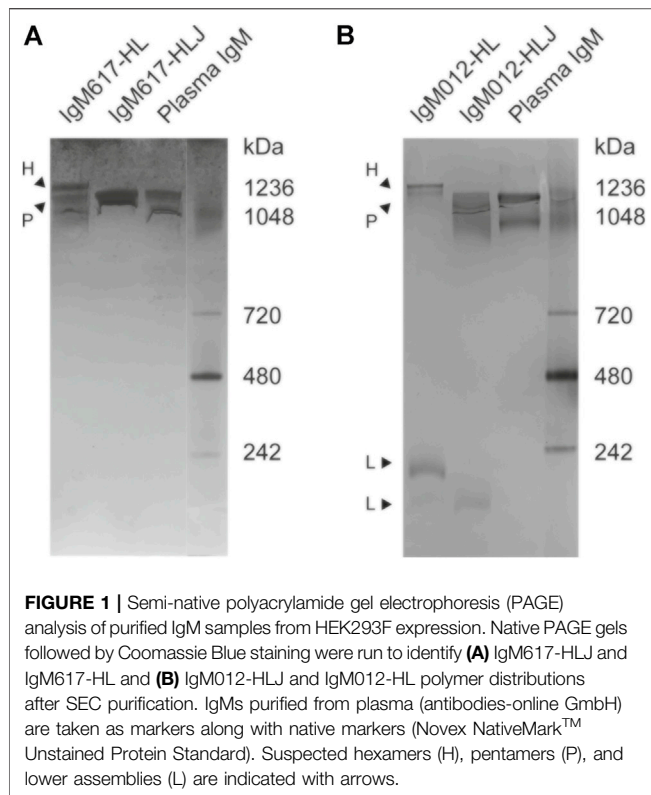 A
IgM617-HL
IgM617-HLJ
Plasma IgM
kDa
H
1236
P
1048
720
480
242
B
IgM012-HL
IgM012-HLJ
Plasma IgM
kDa
H
1236
P
1048
720
480
242
L
L
FIGURE 1 | Semi-native polyacrylamide gel electrophoresis (PAGE)
analysis of purified IgM samples from HEK293F expression. Native PAGE gels
followed by Coomassie Blue staining were run to identify (A) IgM617-HLJ and
IgM617-HL and (B) IgM012-HLJ and IgM012-HL polymer distributions
after SEC purification. IgMs purified from plasma (antibodies-online GmbH)
are taken as markers along with native markers (Novex NativeMark™
Unstained Protein Standard). Suspected hexamers (H), pentamers (P), and
lower assemblies (L) are indicated with arrows.